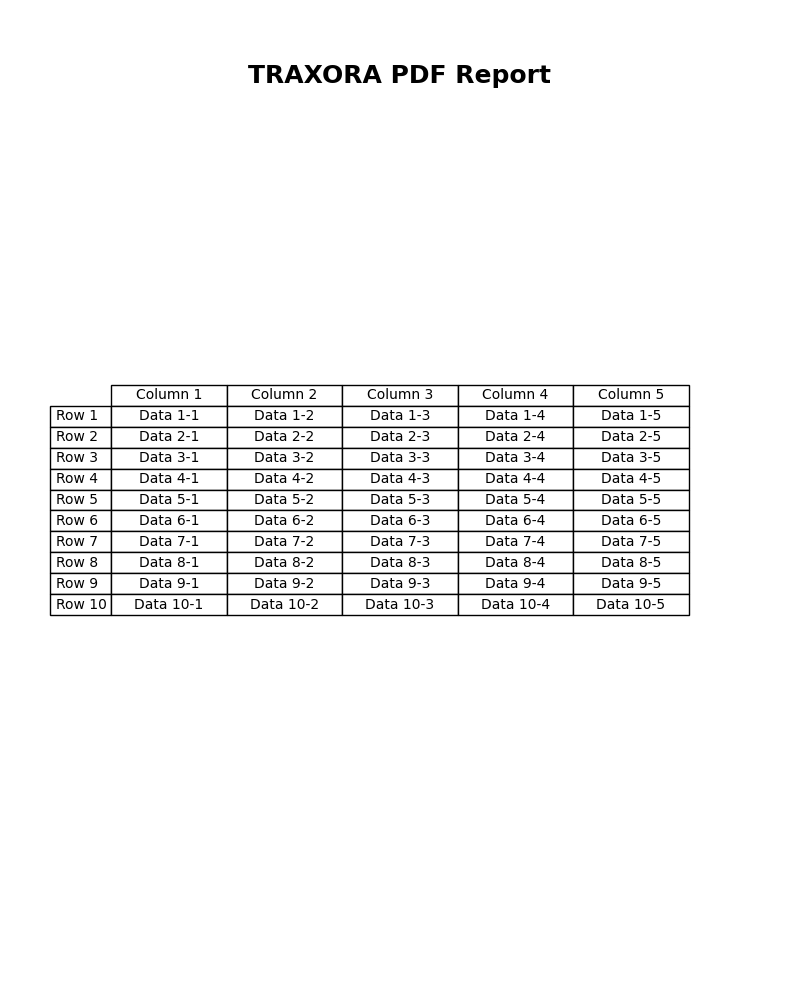 TRAXORA PDF Report
Column 1 Column 2 Column 3 Column 4 Column 5
Row 1 Data 1-1 Data 1-2 Data 1-3 Data 1-4 Data 1-5
Row 2 Data 2-1 Data 2-2 Data 2-3 Data 2-4 Data 2-5
Row 3 Data 3-1 Data 3-2 Data 3-3 Data 3-4 Data 3-5
Row 4 Data 4-1 Data 4-2 Data 4-3 Data 4-4 Data 4-5
Row 5 Data 5-1 Data 5-2 Data 5-3 Data 5-4 Data 5-5
Row 6 Data 6-1 Data 6-2 Data 6-3 Data 6-4 Data 6-5
Row 7 Data 7-1 Data 7-2 Data 7-3 Data 7-4 Data 7-5
Row 8 Data 8-1 Data 8-2 Data 8-3 Data 8-4 Data 8-5
Row 9 Data 9-1 Data 9-2 Data 9-3 Data 9-4 Data 9-5
Row 10 Data 10-1 Data 10-2 Data 10-3 Data 10-4 Data 10-5